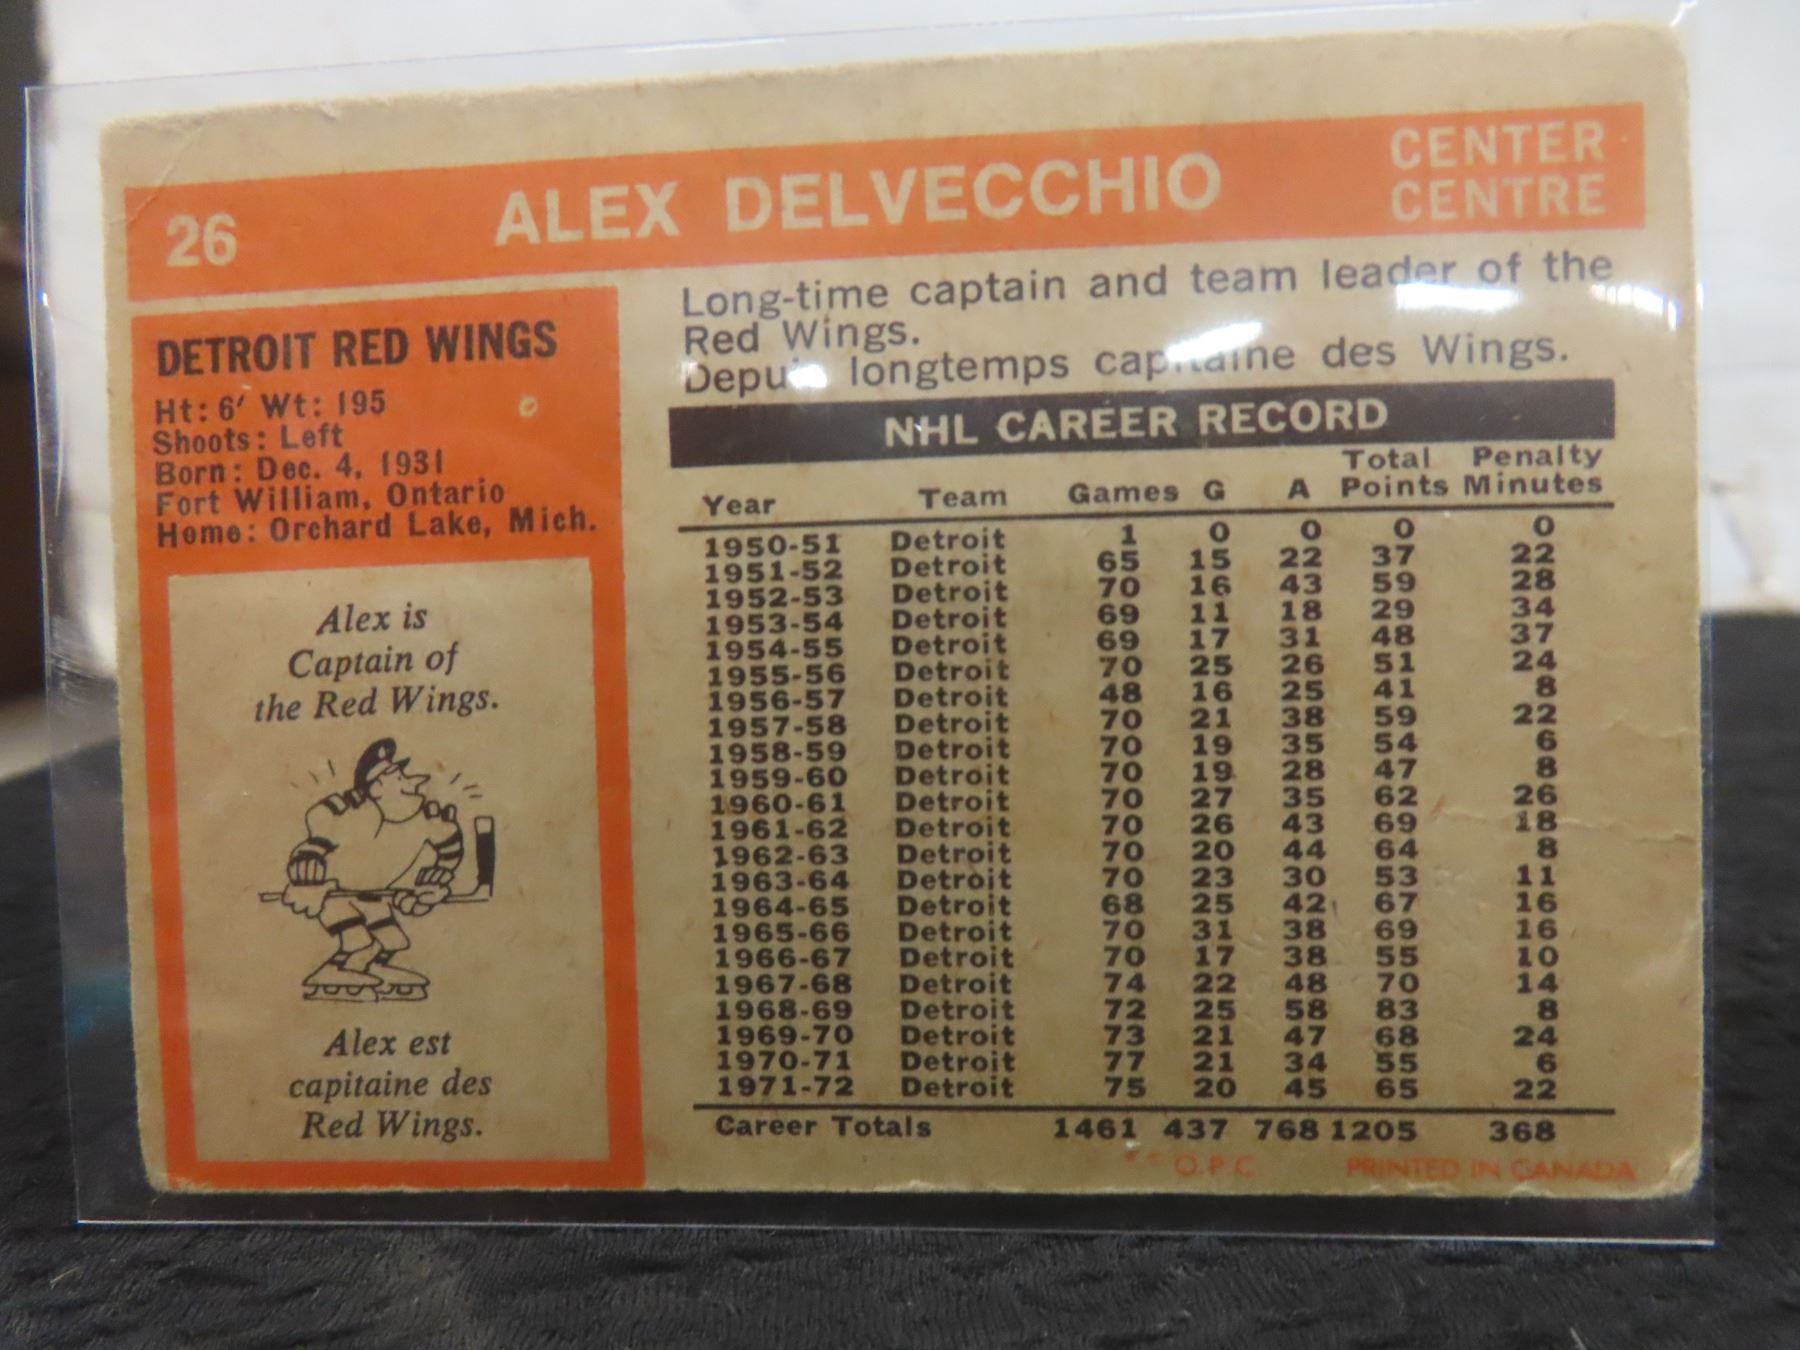 26 ALEX DELVECCHIO CENTER
CENTRE
DETROIT RED WINGS
Ht: 6' Wt: 195
Shoots: Left
Born: Dec. 4, 1931
Fort William, Ontario
Home: Orchard Lake, Mich.
Alex is
Captain of
the Red Wings.
Alex est
capitaine des
Red Wings.
Long-time captain and team leader of the
Red Wings.
Depuis longtemps capitaine des Wings.
NHL CAREER RECORD
Year Team Games G A Total Points Penalty Minutes
1950-51 Detroit 1 0 0 0 0
1951-52 Detroit 65 15 22 37 22
1952-53 Detroit 70 16 43 59 28
1953-54 Detroit 69 11 18 29 34
1954-55 Detroit 69 17 31 48 37
1955-56 Detroit 70 25 26 51 24
1956-57 Detroit 48 16 25 41 8
1957-58 Detroit 70 21 38 59 22
1958-59 Detroit 70 19 35 54 6
1959-60 Detroit 70 19 28 47 8
1960-61 Detroit 70 27 35 62 26
1961-62 Detroit 70 26 43 69 18
1962-63 Detroit 70 20 44 64 8
1963-64 Detroit 70 23 30 53 11
1964-65 Detroit 68 25 42 67 16
1965-66 Detroit 70 31 38 69 16
1966-67 Detroit 70 17 38 55 10
1967-68 Detroit 74 22 48 70 14
1968-69 Detroit 72 25 58 83 8
1969-70 Detroit 73 21 47 68 24
1970-71 Detroit 77 21 34 55 6
1971-72 Detroit 75 20 45 65 22
Career Totals 1461 437 768 1205 368
** O.P.C. PRINTED IN CANADA